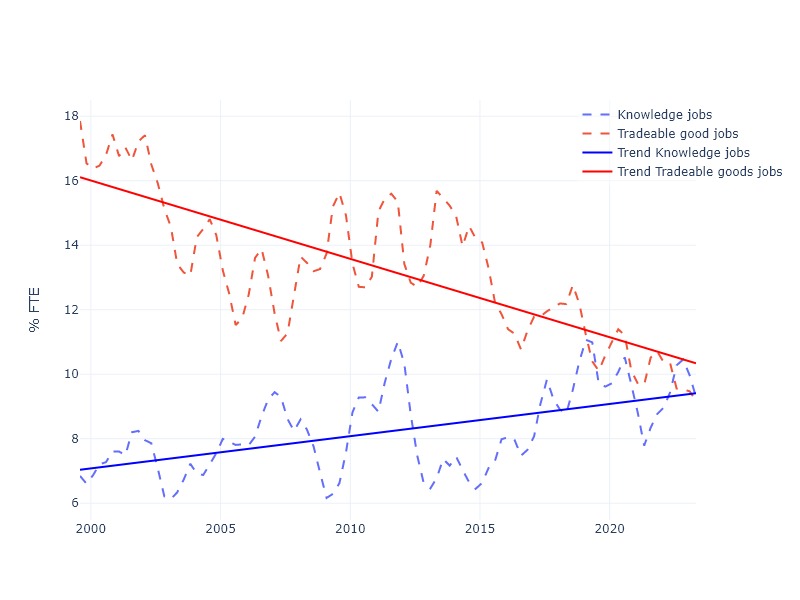 Knowledge jobs
Tradeable good jobs
Trend Knowledge jobs
Trend Tradeable goods jobs
% FTE
18
16
14
12
10
8
6
2000 2005 2010 2015 2020